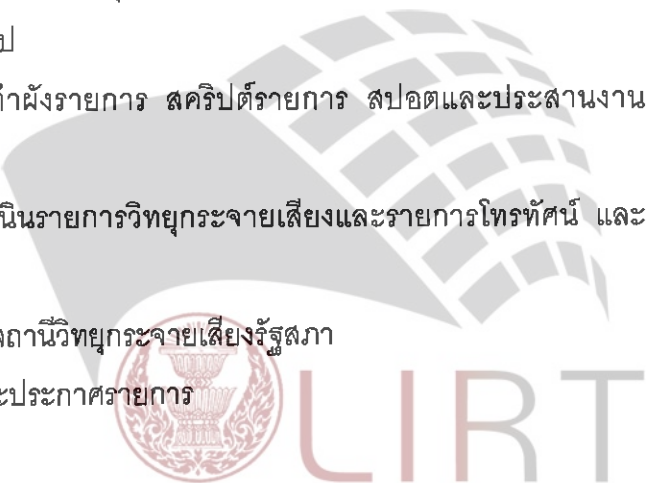 ป
ทำผังรายการ สคริปต์รายการ สปอตและประสานงาน
นินรายการวิทยุกระจายเสียงและรายการโทรทัศน์ และ
สถานีวิทยุกระจายเสียงรัฐสภา
ะประกาศรายการ
LIRT